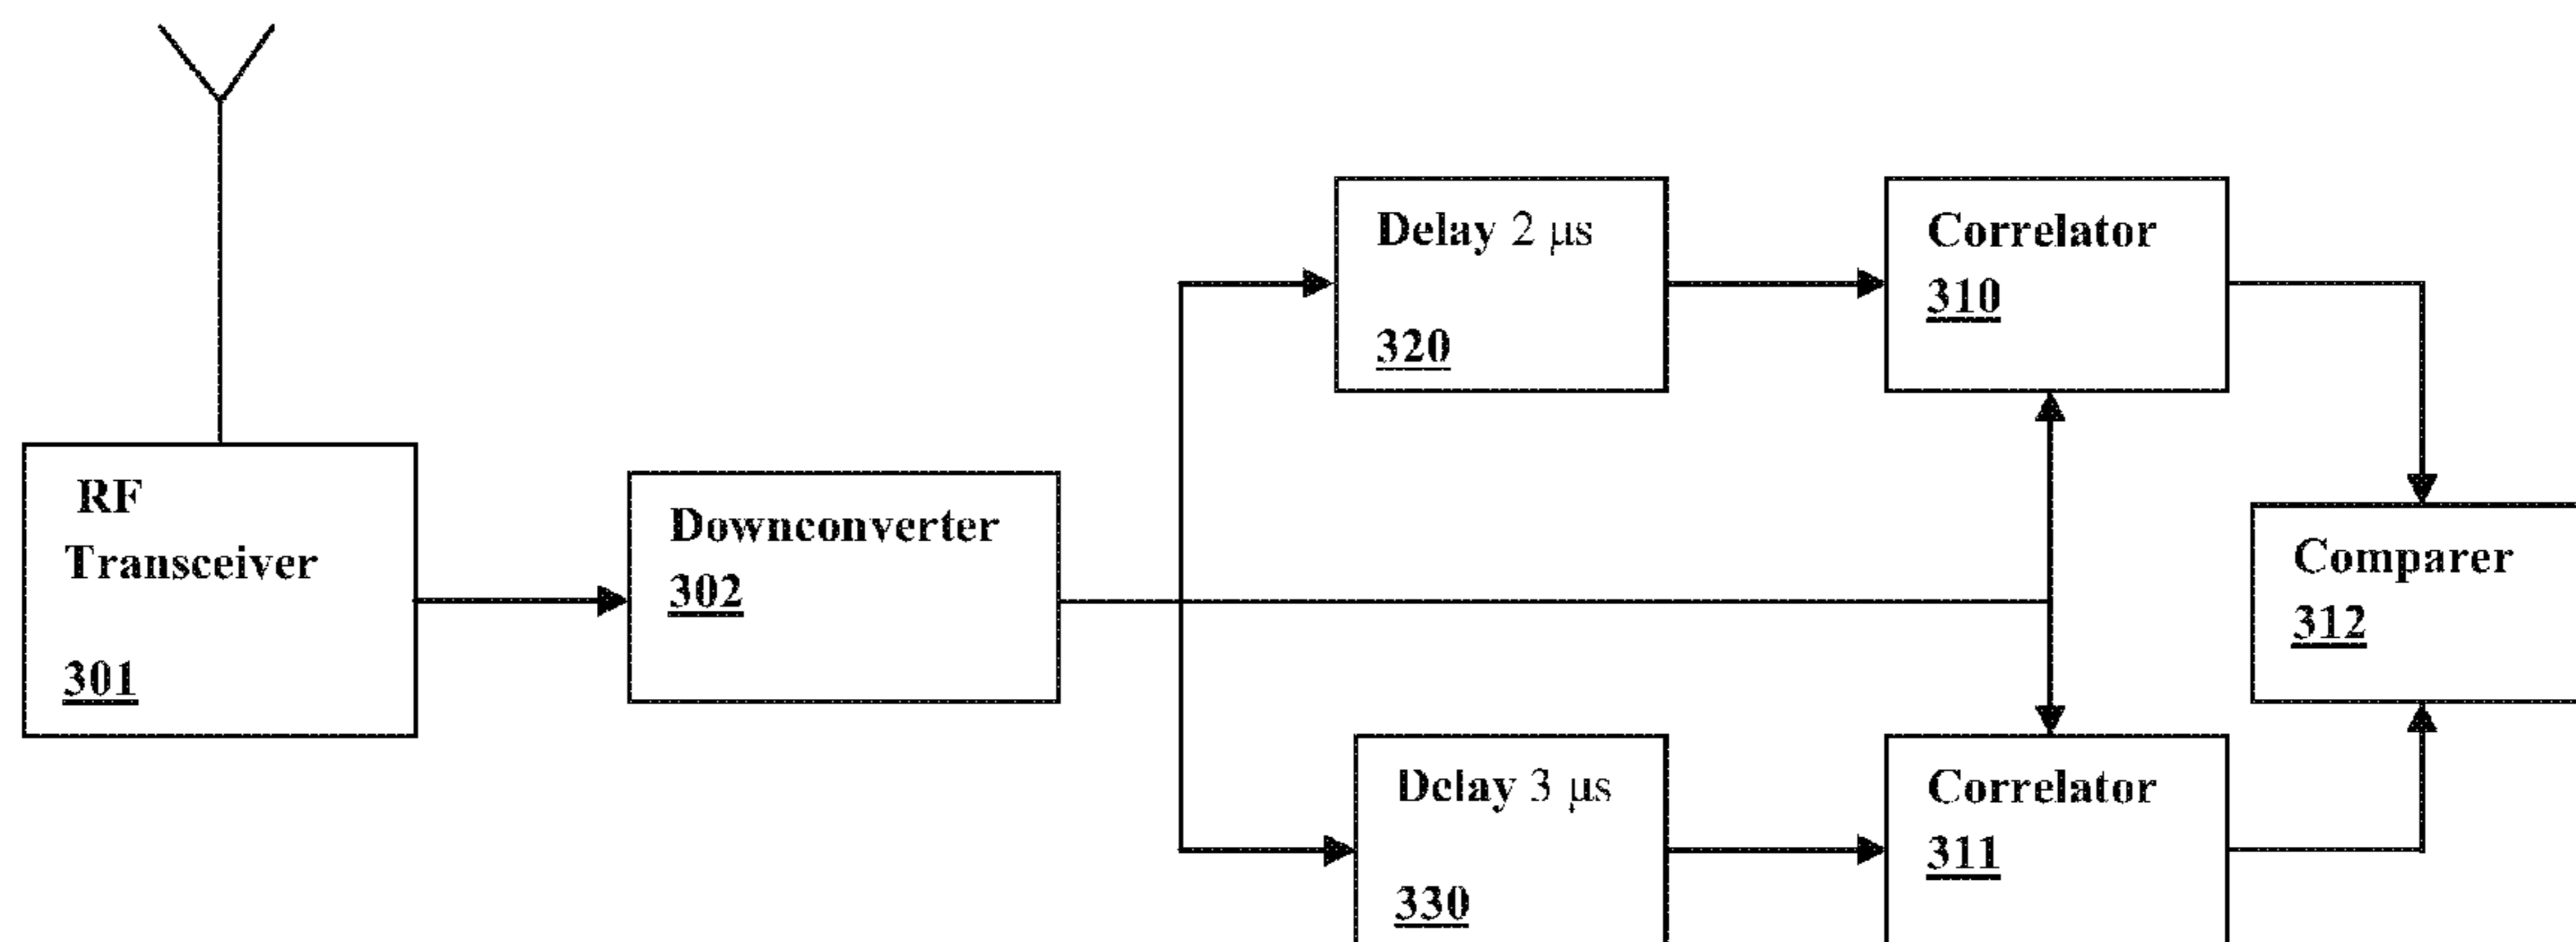 Delay 2 μs
320
Correlator
310
RF
Transceiver
301
Downconverter
302
Comparer
312
Delay 3 μs
330
Correlator
311